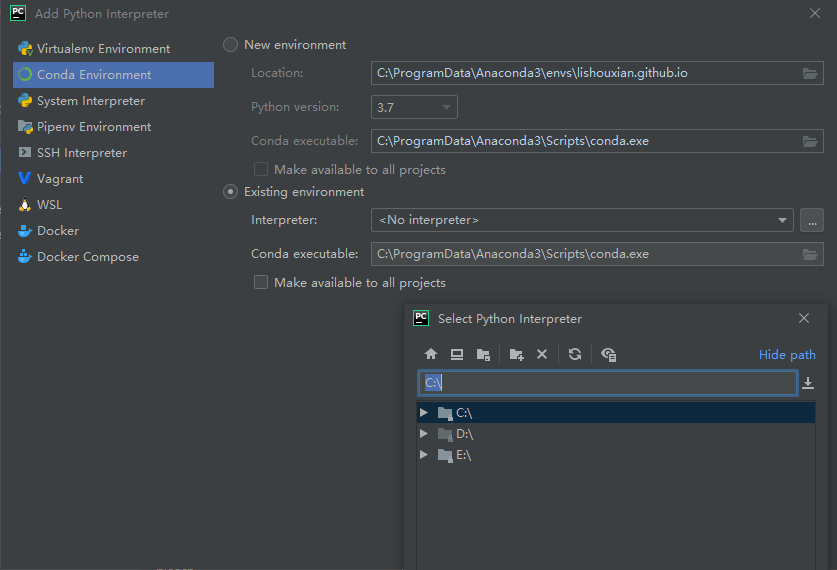 PC Add Python Interpreter
Virtualenv Environment
Conda Environment
System Interpreter
Pipenv Environment
SSH Interpreter
Vagrant
WSL
Docker
Docker Compose
New environment
Location: C:\ProgramData\Anaconda3\envs\lishouxian.github.io
Python version: 3.7
Conda executable: C:\ProgramData\Anaconda3\Scripts\conda.exe
Make available to all projects
Existing environment
Interpreter: <No interpreter> ...
Conda executable: C:\ProgramData\Anaconda3\Scripts\conda.exe
Make available to all projects
PC Select Python Interpreter
Hide path
C:\
C:\
D:\
E:\